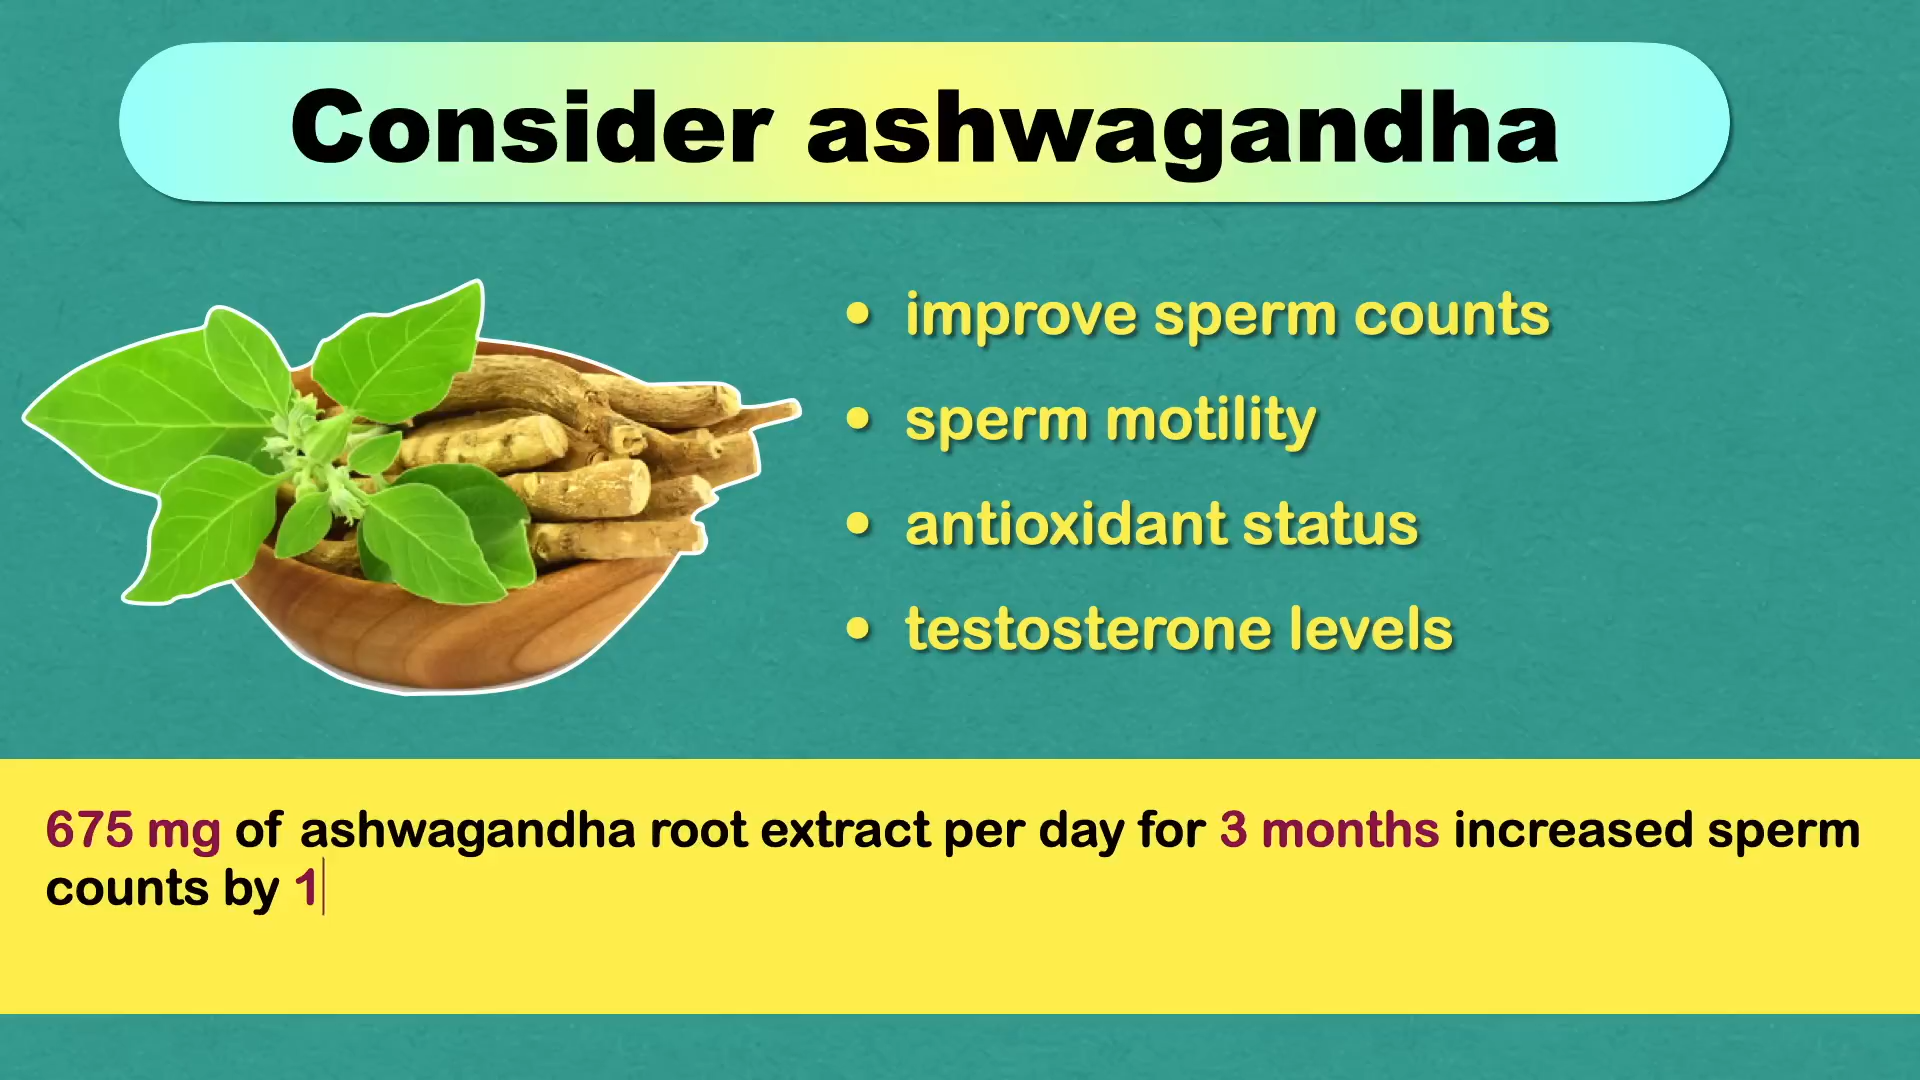 Consider ashwagandha
• improve sperm counts
• sperm motility
• antioxidant status
• testosterone levels
675 mg of ashwagandha root extract per day for 3 months increased sperm
counts by 1